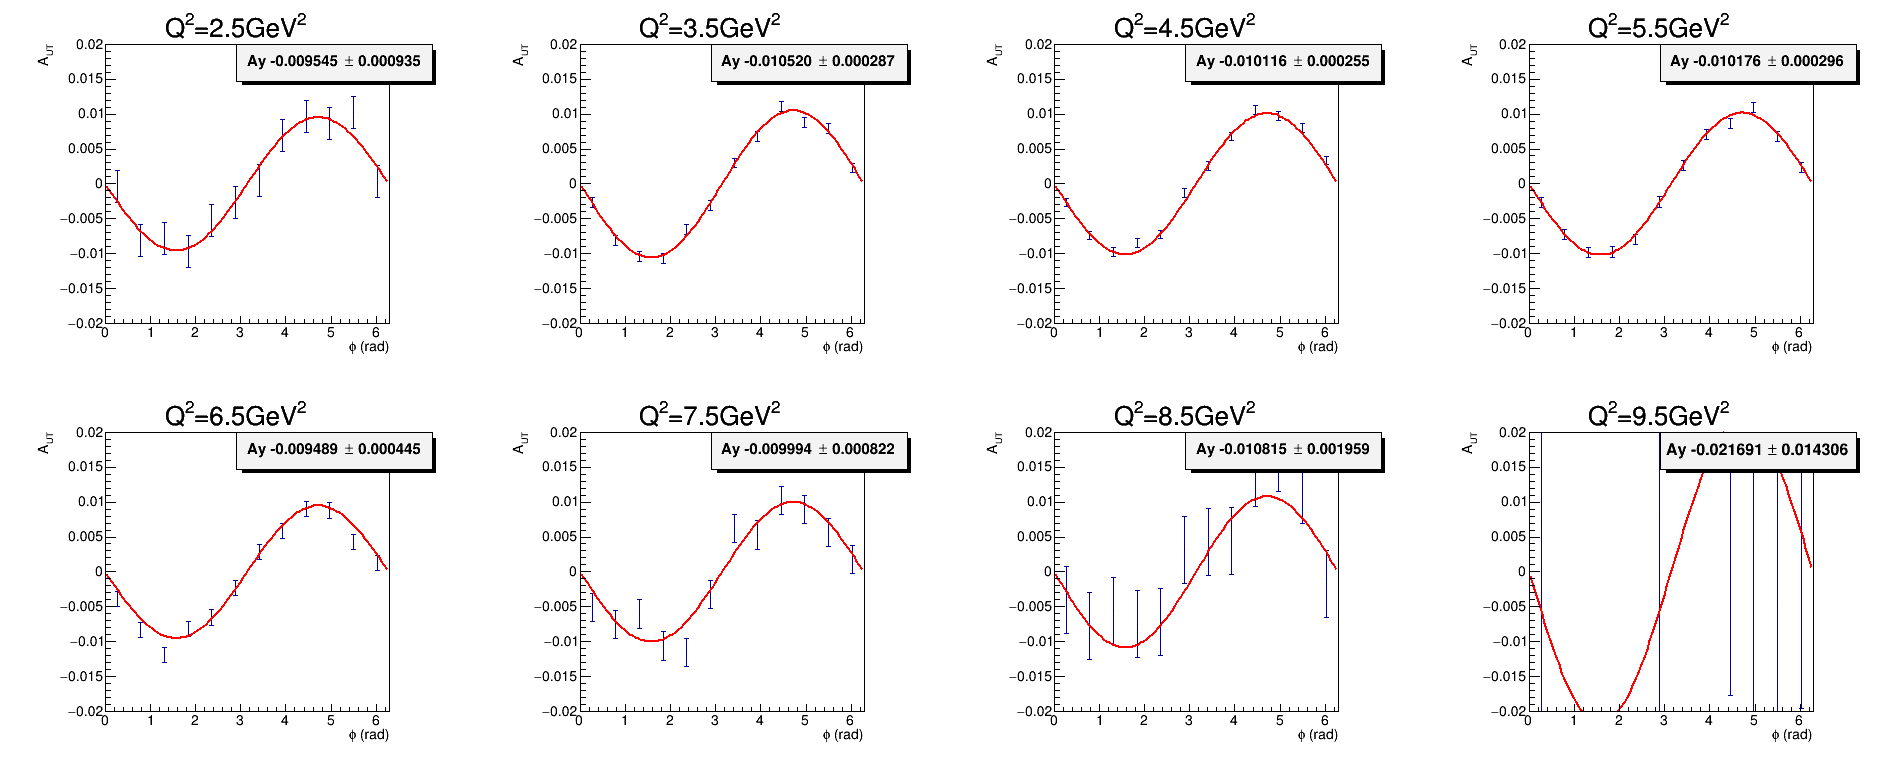 Q²=2.5GeV²
Ay -0.009545 ± 0.000935
A_UT
0.02
0.015
0.01
0.005
0
−0.005
−0.01
−0.015
−0.02
0 1 2 3 4 5 6
ϕ (rad)
Q²=3.5GeV²
Ay -0.010520 ± 0.000287
A_UT
0.02
0.015
0.01
0.005
0
−0.005
−0.01
−0.015
−0.02
0 1 2 3 4 5 6
ϕ (rad)
Q²=4.5GeV²
Ay -0.010116 ± 0.000255
A_UT
0.02
0.015
0.01
0.005
0
−0.005
−0.01
−0.015
−0.02
0 1 2 3 4 5 6
ϕ (rad)
Q²=5.5GeV²
Ay -0.010176 ± 0.000296
A_UT
0.02
0.015
0.01
0.005
0
−0.005
−0.01
−0.015
−0.02
0 1 2 3 4 5 6
ϕ (rad)
Q²=6.5GeV²
Ay -0.009489 ± 0.000445
A_UT
0.02
0.015
0.01
0.005
0
−0.005
−0.01
−0.015
−0.02
0 1 2 3 4 5 6
ϕ (rad)
Q²=7.5GeV²
Ay -0.009994 ± 0.000822
A_UT
0.02
0.015
0.01
0.005
0
−0.005
−0.01
−0.015
−0.02
0 1 2 3 4 5 6
ϕ (rad)
Q²=8.5GeV²
Ay -0.010815 ± 0.001959
A_UT
0.02
0.015
0.01
0.005
0
−0.005
−0.01
−0.015
−0.02
0 1 2 3 4 5 6
ϕ (rad)
Q²=9.5GeV²
Ay -0.021691 ± 0.014306
A_UT
0.02
0.015
0.01
0.005
0
−0.005
−0.01
−0.015
−0.02
0 1 2 3 4 5 6
ϕ (rad)